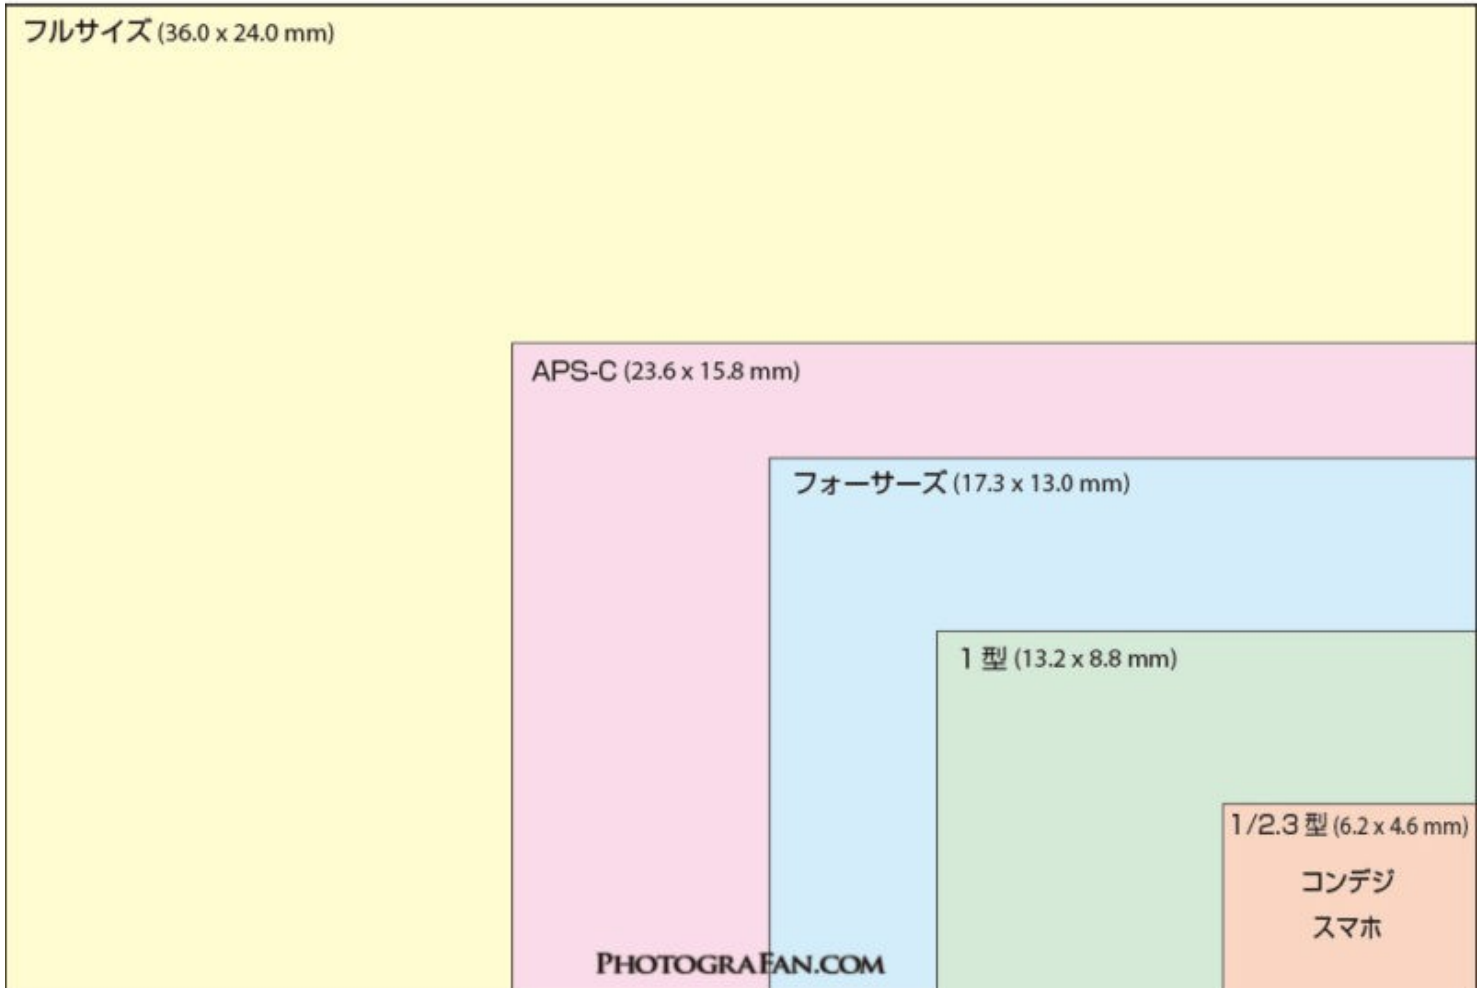 フルサイズ (36.0 x 24.0 mm)
APS-C (23.6 x 15.8 mm)
フォーサーズ (17.3 x 13.0 mm)
1 型 (13.2 x 8.8 mm)
1/2.3 型 (6.2 x 4.6 mm)
コンデジ
スマホ
PHOTOGRAFAN.COM